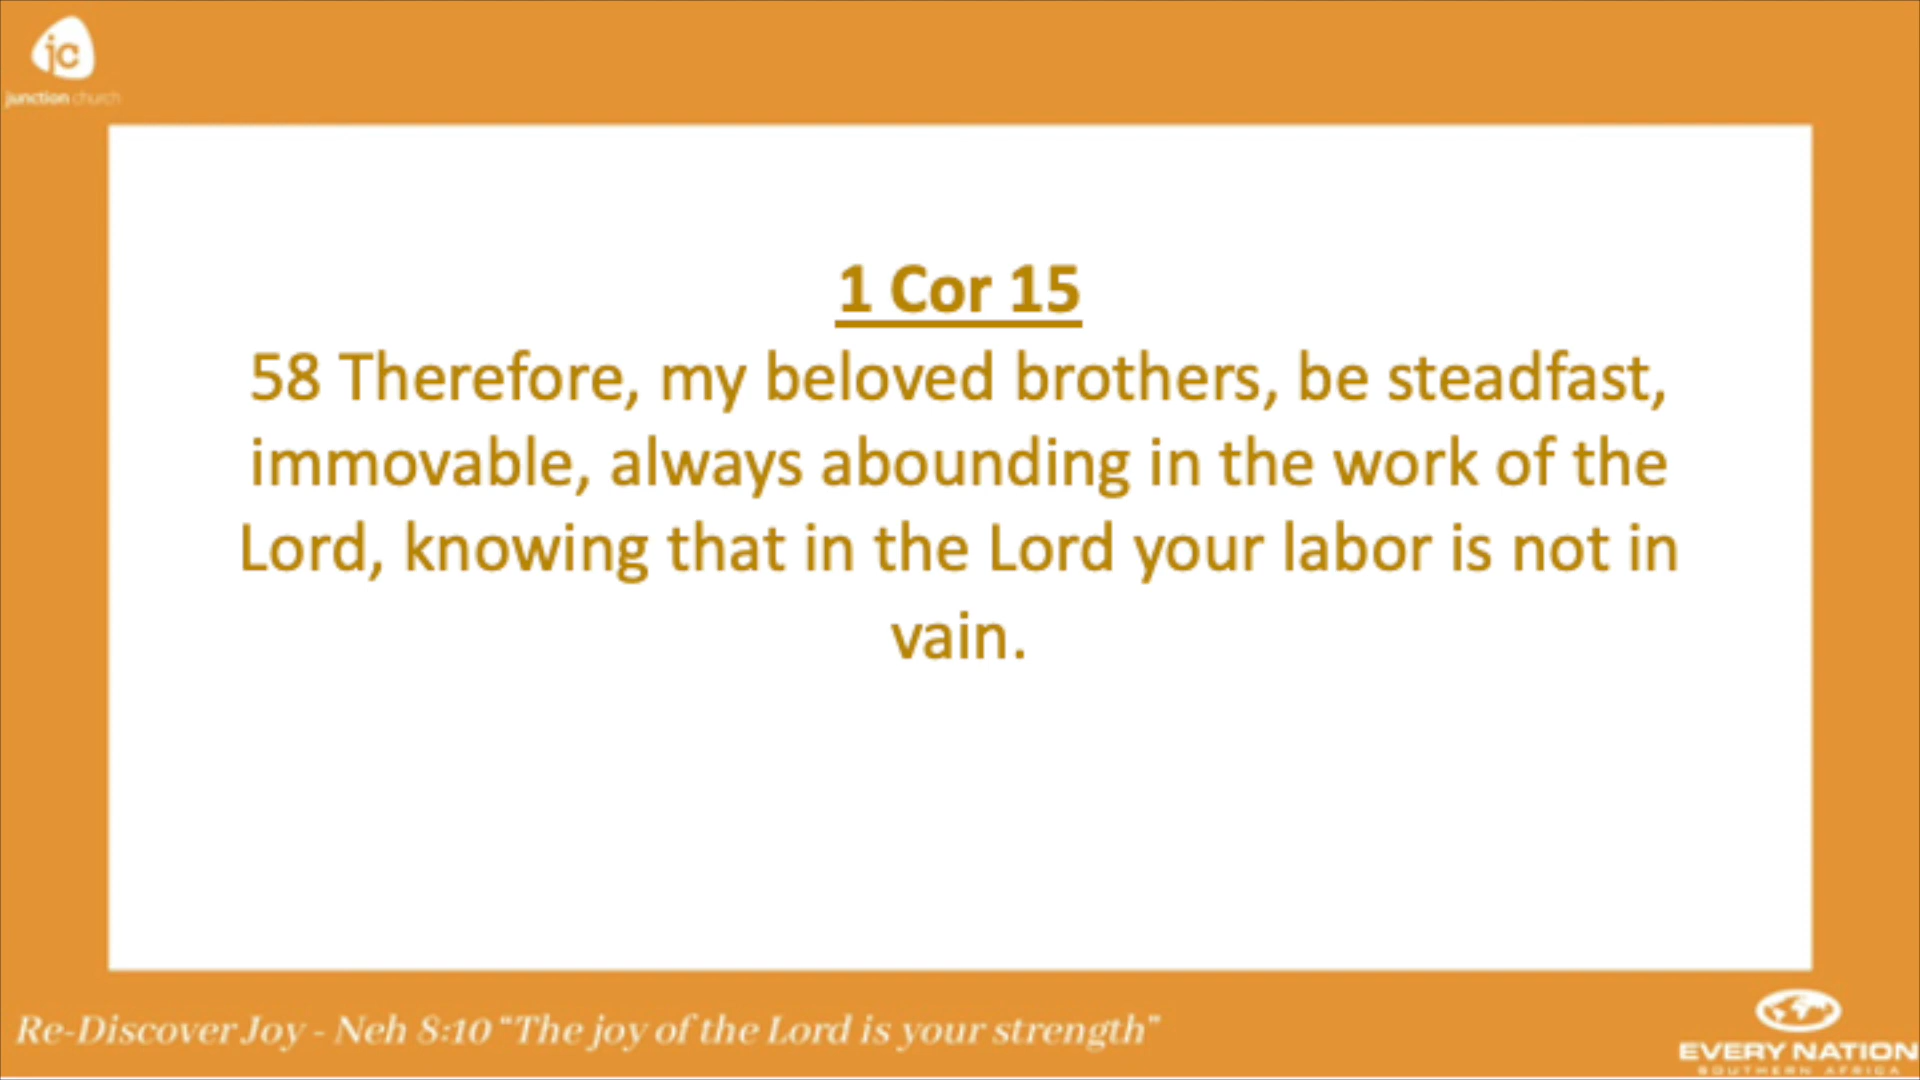 jc
junction church
1 Cor 15
58 Therefore, my beloved brothers, be steadfast,
immovable, always abounding in the work of the
Lord, knowing that in the Lord your labor is not in
vain.
Re-Discover Joy - Neh 8:10 “The joy of the Lord is your strength”
EVERY NATION
SOUTHERN AFRICA